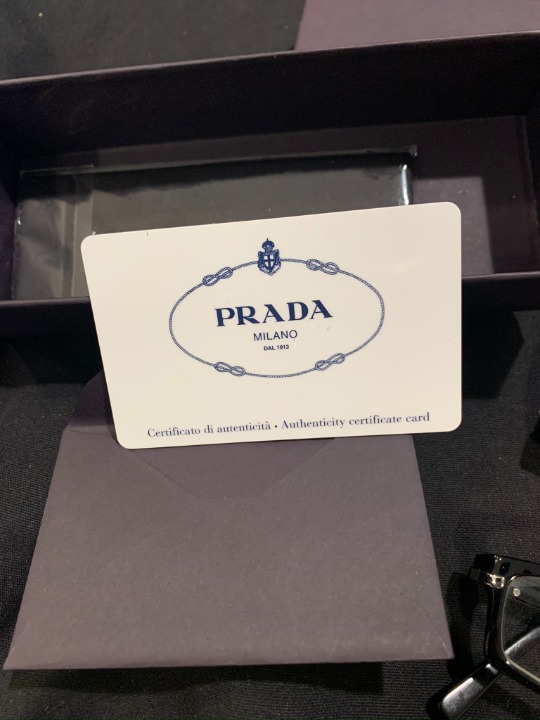 PRADA
MILANO
DAL 1913
Certificato di autenticità • Authenticity certificate card